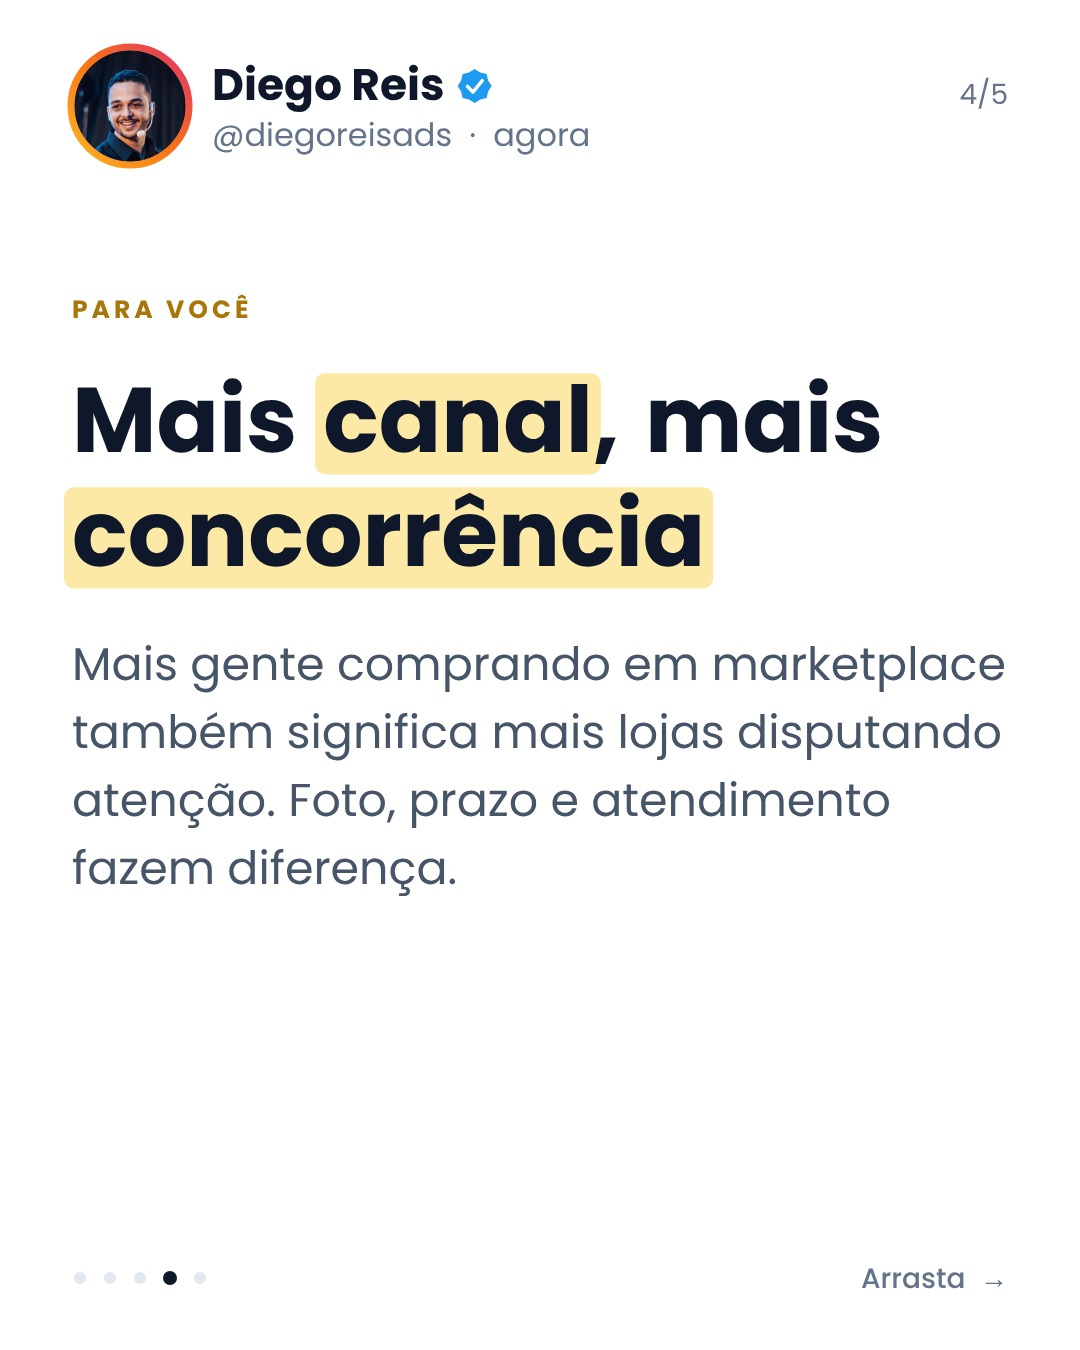 Diego Reis
@diegoreisads · agora
4/5
PARA VOCÊ
Mais canal, mais
concorrência
Mais gente comprando em marketplace
também significa mais lojas disputando
atenção. Foto, prazo e atendimento
fazem diferença.
Arrasta →